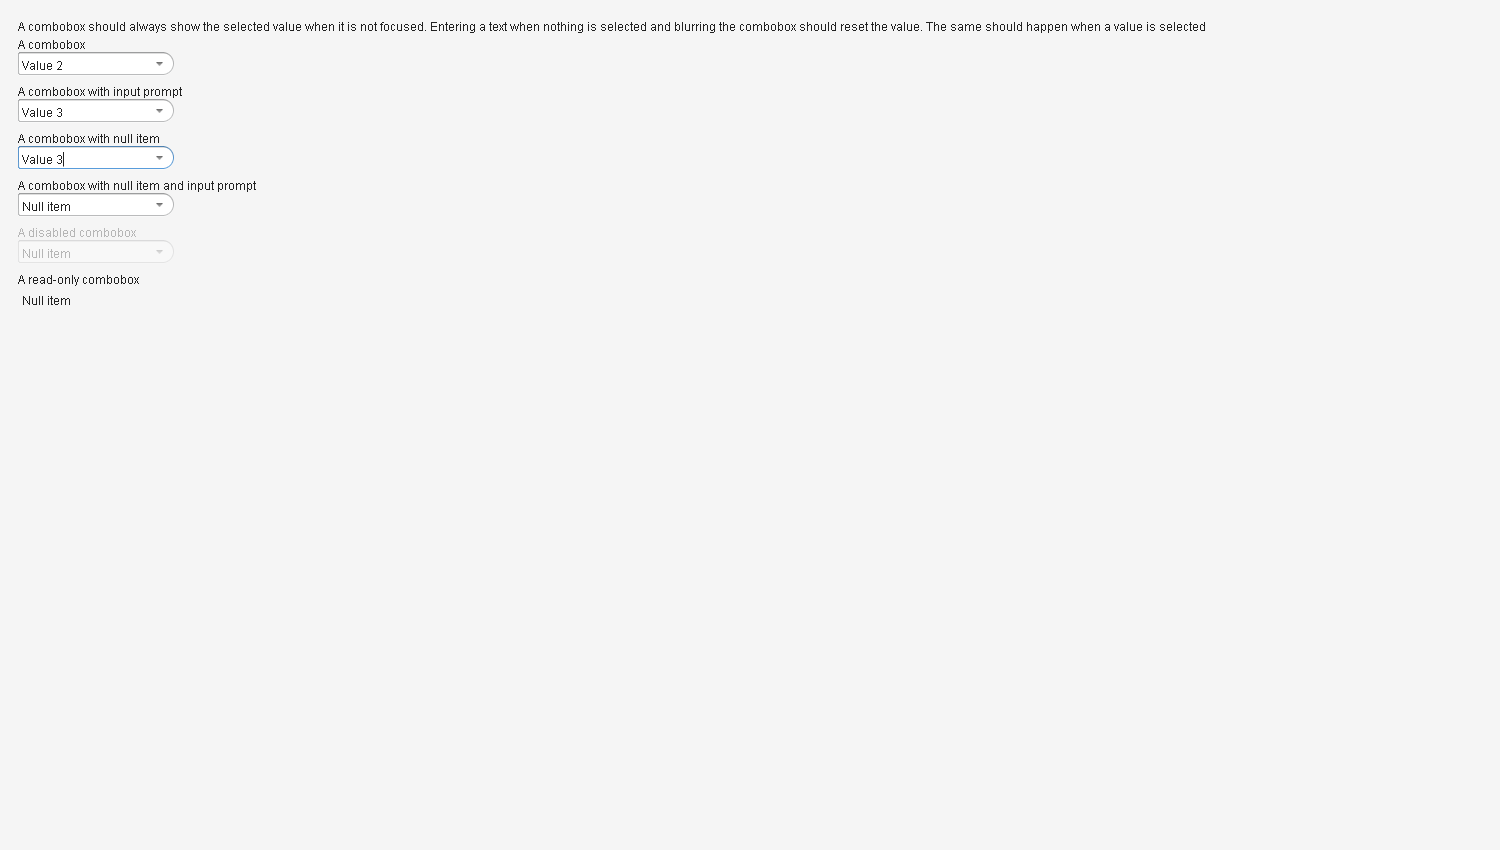 A combobox should always show the selected value when it is not focused. Entering a text when nothing is selected and blurring the combobox should reset the value. The same should happen when a value is selected
A combobox
Value 2
A combobox with input prompt
Value 3
A combobox with null item
Value 3
A combobox with null item and input prompt
Null item
A disabled combobox
Null item
A read-only combobox
Null item